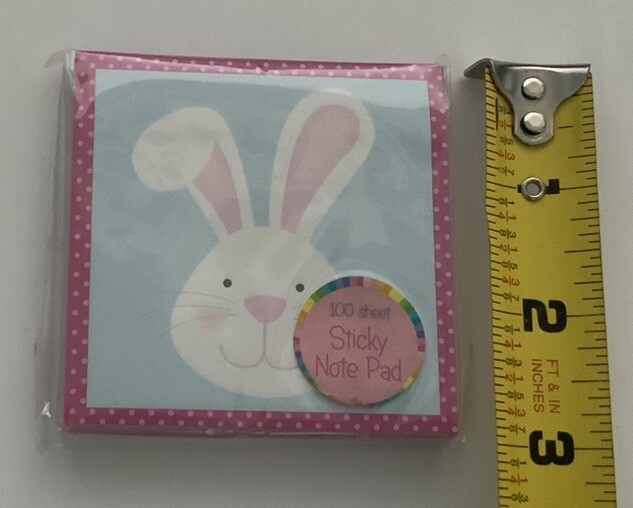 100 sheet
Sticky
Note Pad
1
2
FT & IN
INCHES
3